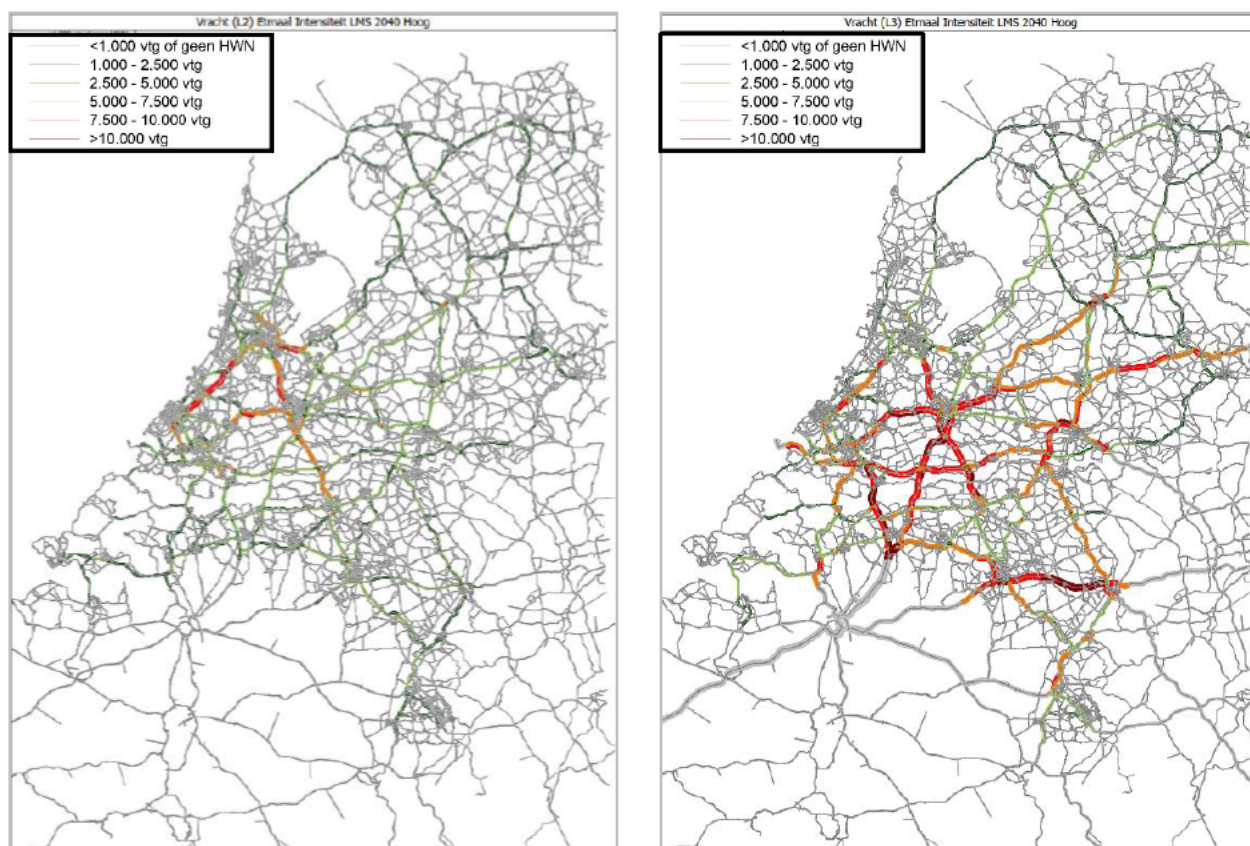 Vracht (L2) Etmaal Intensiteit LMS 2040 Hoog
<1.000 vtg of geen HWN
1.000 - 2.500 vtg
2.500 - 5.000 vtg
5.000 - 7.500 vtg
7.500 - 10.000 vtg
>10.000 vtg
Vracht (L3) Etmaal Intensiteit LMS 2040 Hoog
<1.000 vtg of geen HWN
1.000 - 2.500 vtg
2.500 - 5.000 vtg
5.000 - 7.500 vtg
7.500 - 10.000 vtg
>10.000 vtg